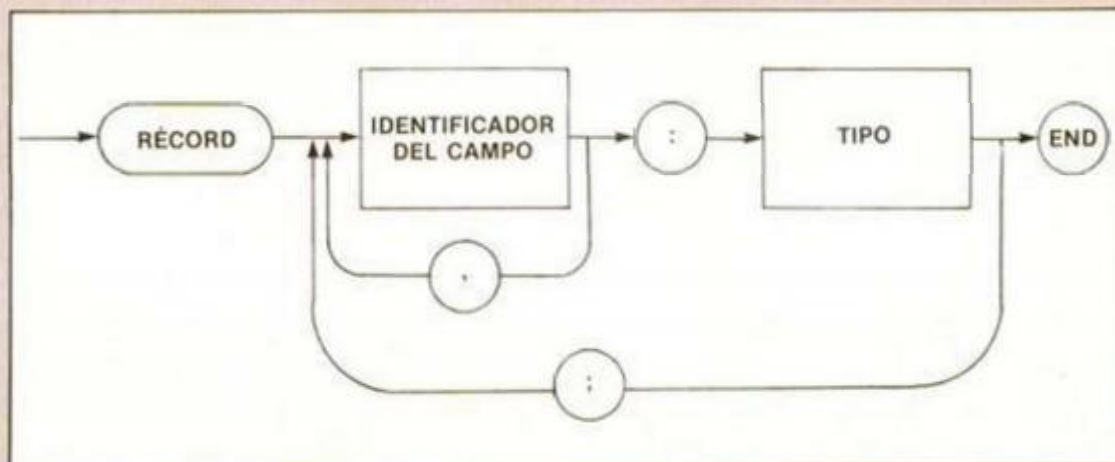 RÉCORD
IDENTIFICADOR
DEL CAMPO
:
TIPO
END
,
;